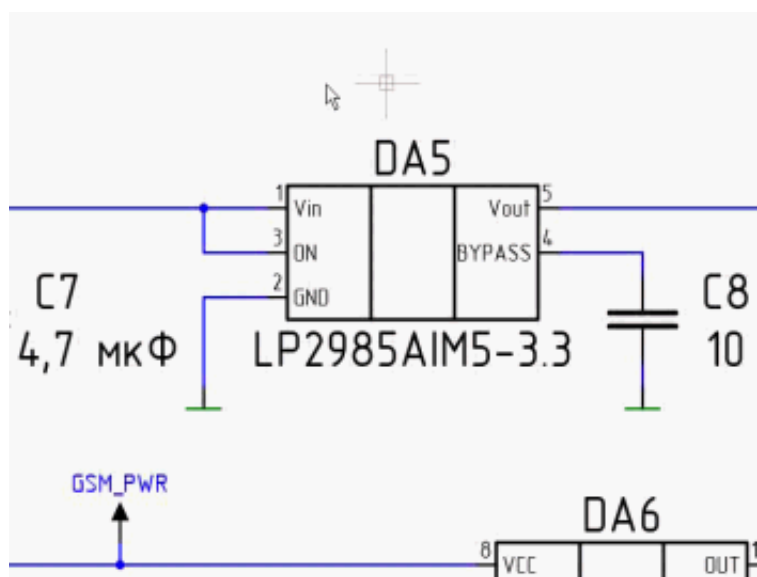 DA5
1 Vin Vout 5
3 ON BYPASS 4
2 GND
C7
4,7 мкФ
LP2985AIM5-3.3
C8
10
GSM_PWR
DA6
8 VCC OUT 1